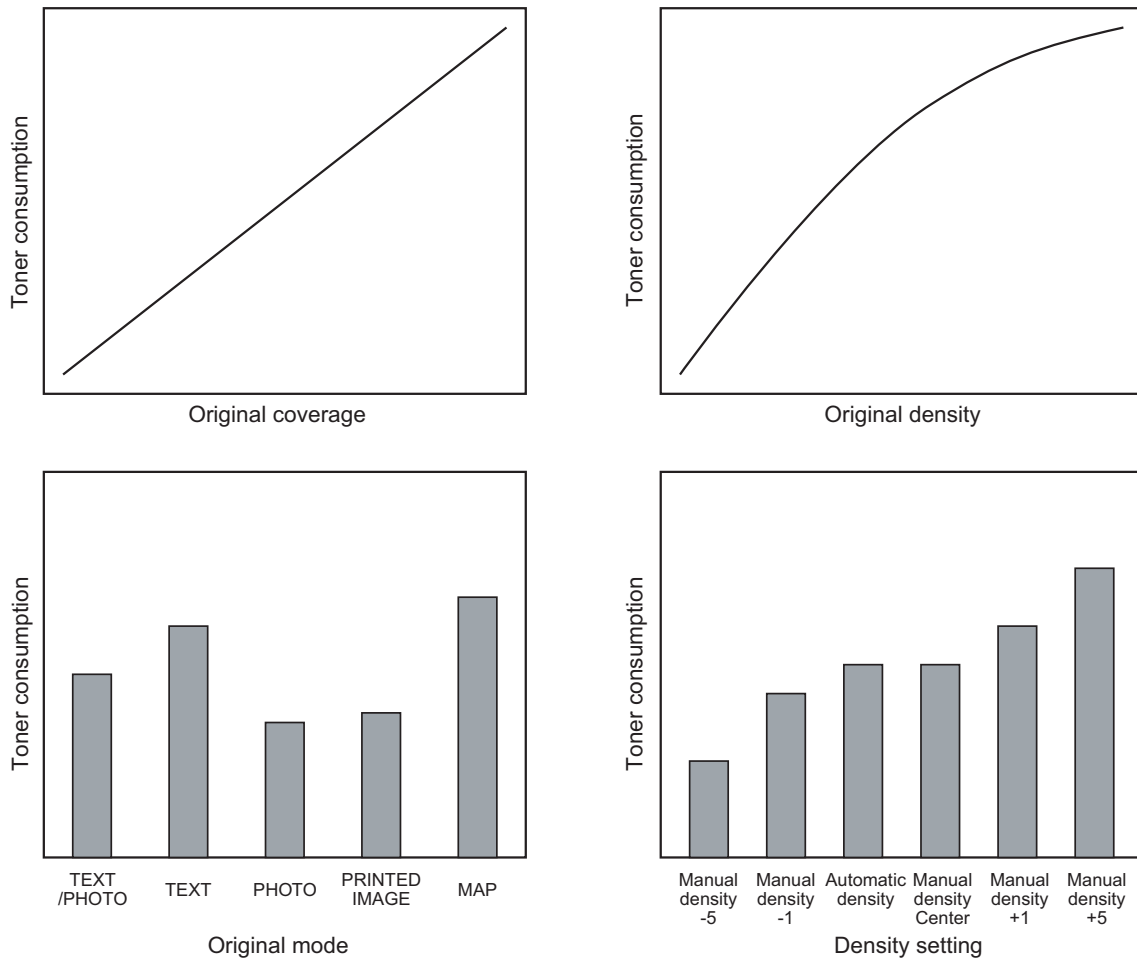 Toner consumption
Original coverage
Toner consumption
Original density
Toner consumption
TEXT
/PHOTO
TEXT
PHOTO
PRINTED
IMAGE
MAP
Original mode
Toner consumption
Manual
density
-5
Manual
density
-1
Automatic
density
Manual
density
Center
Manual
density
+1
Manual
density
+5
Density setting